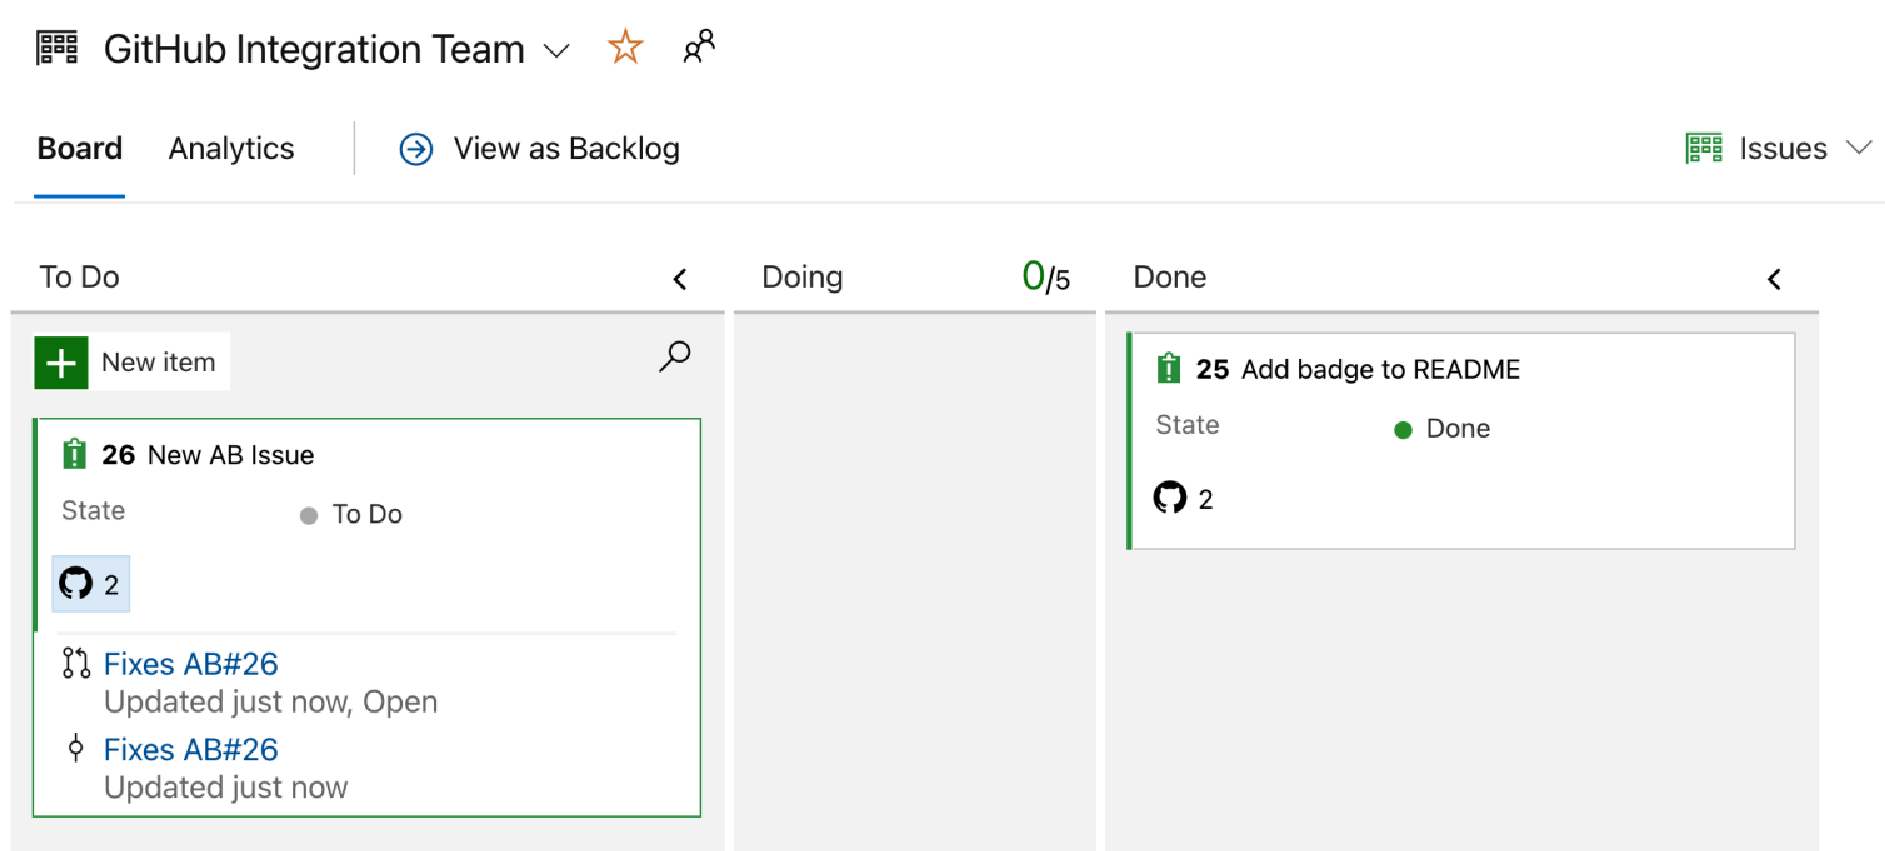 GitHub Integration Team
Board Analytics View as Backlog Issues
To Do
Doing 0/5
Done
New item
26 New AB Issue
State To Do
2
Fixes AB#26
Updated just now, Open
Fixes AB#26
Updated just now
25 Add badge to README
State Done
2